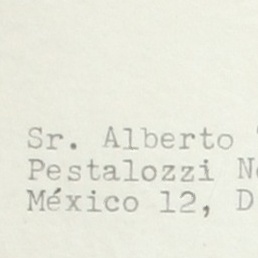 Sr. Alberto
Pestalozzi N
México 12, D